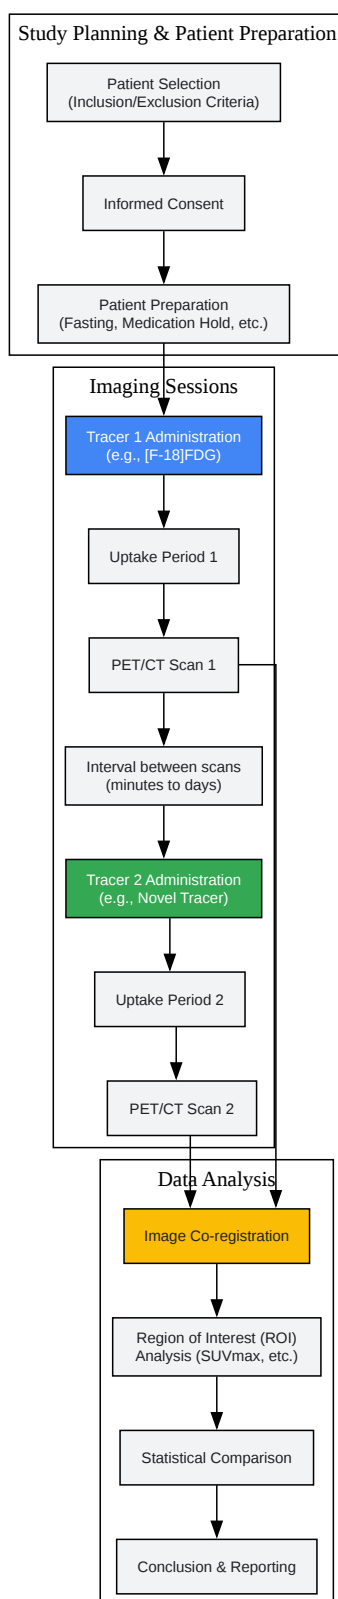 Study Planning & Patient Preparation
Patient Selection
(Inclusion/Exclusion Criteria)
Informed Consent
Patient Preparation
(Fasting, Medication Hold, etc.)
Imaging Sessions
Tracer 1 Administration
(e.g., [F-18]FDG)
Uptake Period 1
PET/CT Scan 1
Interval between scans
(minutes to days)
Tracer 2 Administration
(e.g., Novel Tracer)
Uptake Period 2
PET/CT Scan 2
Data Analysis
Image Co-registration
Region of Interest (ROI)
Analysis (SUVmax, etc.)
Statistical Comparison
Conclusion & Reporting